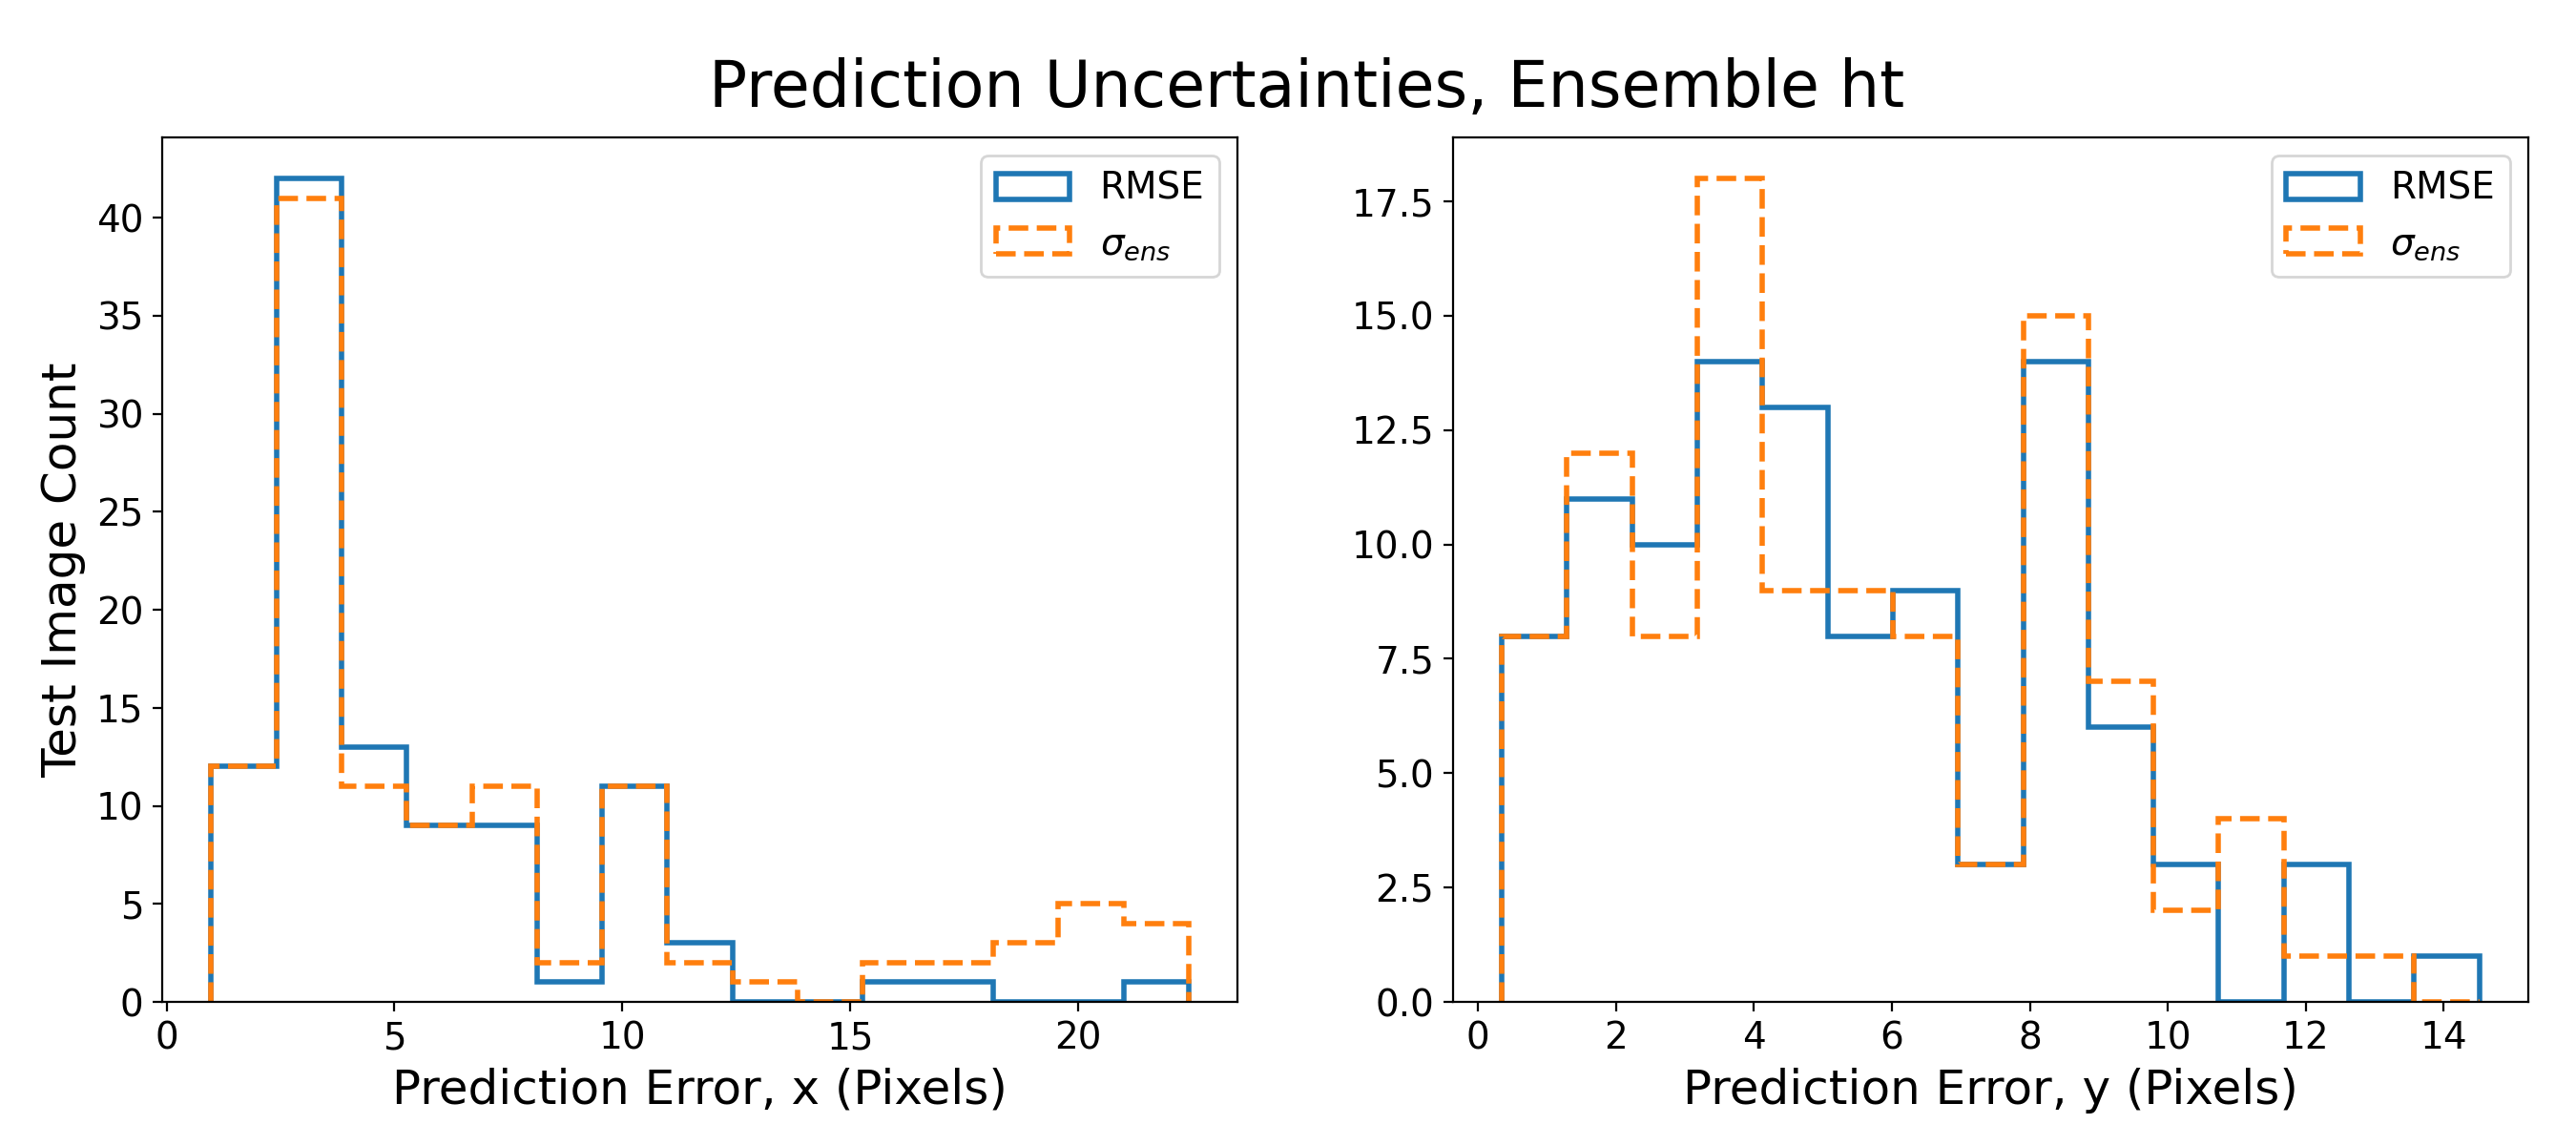 Prediction Uncertainties, Ensemble ht
Test Image Count
40
35
30
25
20
15
10
5
0
0 5 10 15 20
Prediction Error, x (Pixels)
RMSE
σens
17.5
15.0
12.5
10.0
7.5
5.0
2.5
0.0
0 2 4 6 8 10 12 14
Prediction Error, y (Pixels)
RMSE
σens